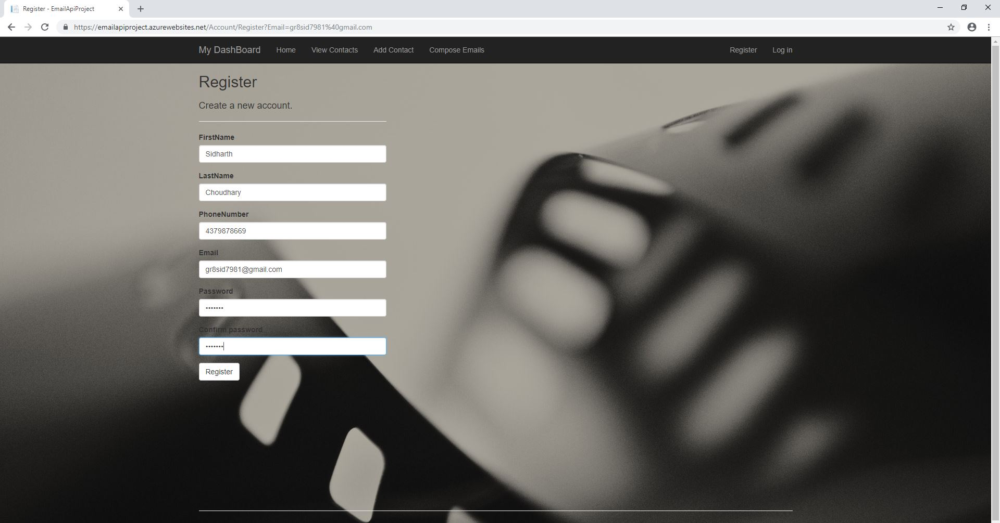 Register - EmailApiProject
https://emailapiproject.azurewebsites.net/Account/Register?Email=gr8sid7981%40gmail.com
My DashBoard Home View Contacts Add Contact Compose Emails Register Log in
Register
Create a new account.
FirstName
Sidharth
LastName
Choudhary
PhoneNumber
4379878669
Email
gr8sid7981@gmail.com
Password
•••••••
Confirm password
•••••••
Register